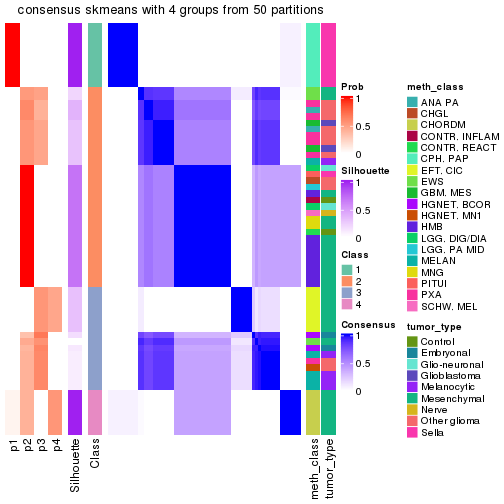 consensus skmeans with 4 groups from 50 partitions
Prob
1
0.5
0
Silhouette
1
0.5
0
Class
1
2
3
4
Consensus
1
0.5
0
meth_class
ANA PA
CHGL
CHORDM
CONTR. INFLAM
CONTR. REACT
CPH. PAP
EFT. CIC
EWS
GBM. MES
HGNET. BCOR
HGNET. MN1
HMB
LGG. DIG/DIA
LGG. PA MID
MELAN
MNG
PITUI
PXA
SCHW. MEL
tumor_type
Control
Embryonal
Glio-neuronal
Glioblastoma
Melanocytic
Mesenchymal
Nerve
Other glioma
Sella
p1
p2
p3
p4
Silhouette
Class
meth_class
tumor_type